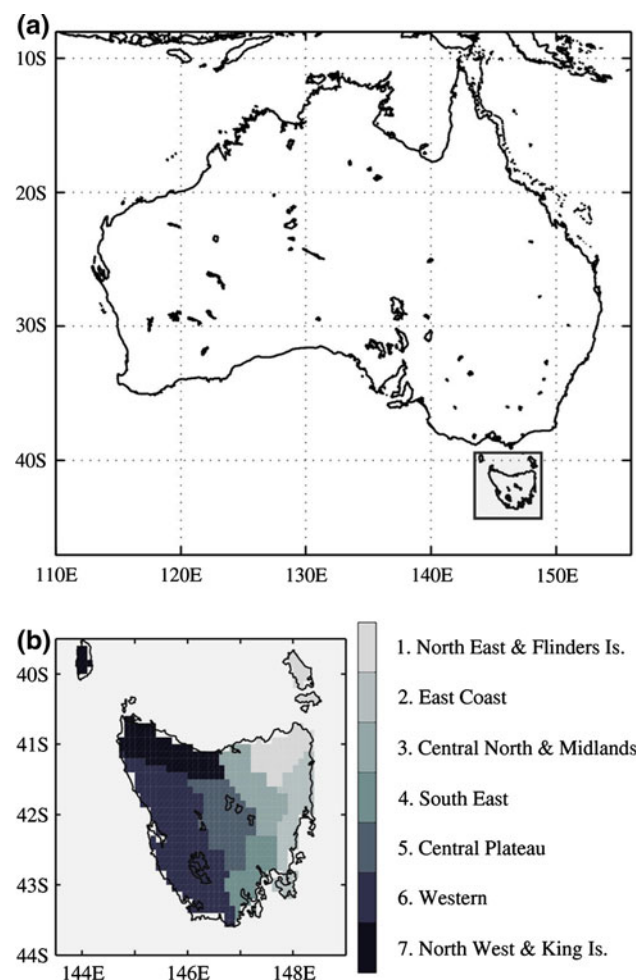 (a)
10S
20S
30S
40S
110E 120E 130E 140E 150E
(b)
40S
41S
42S
43S
44S
144E 146E 148E
1. North East & Flinders Is.
2. East Coast
3. Central North & Midlands
4. South East
5. Central Plateau
6. Western
7. North West & King Is.